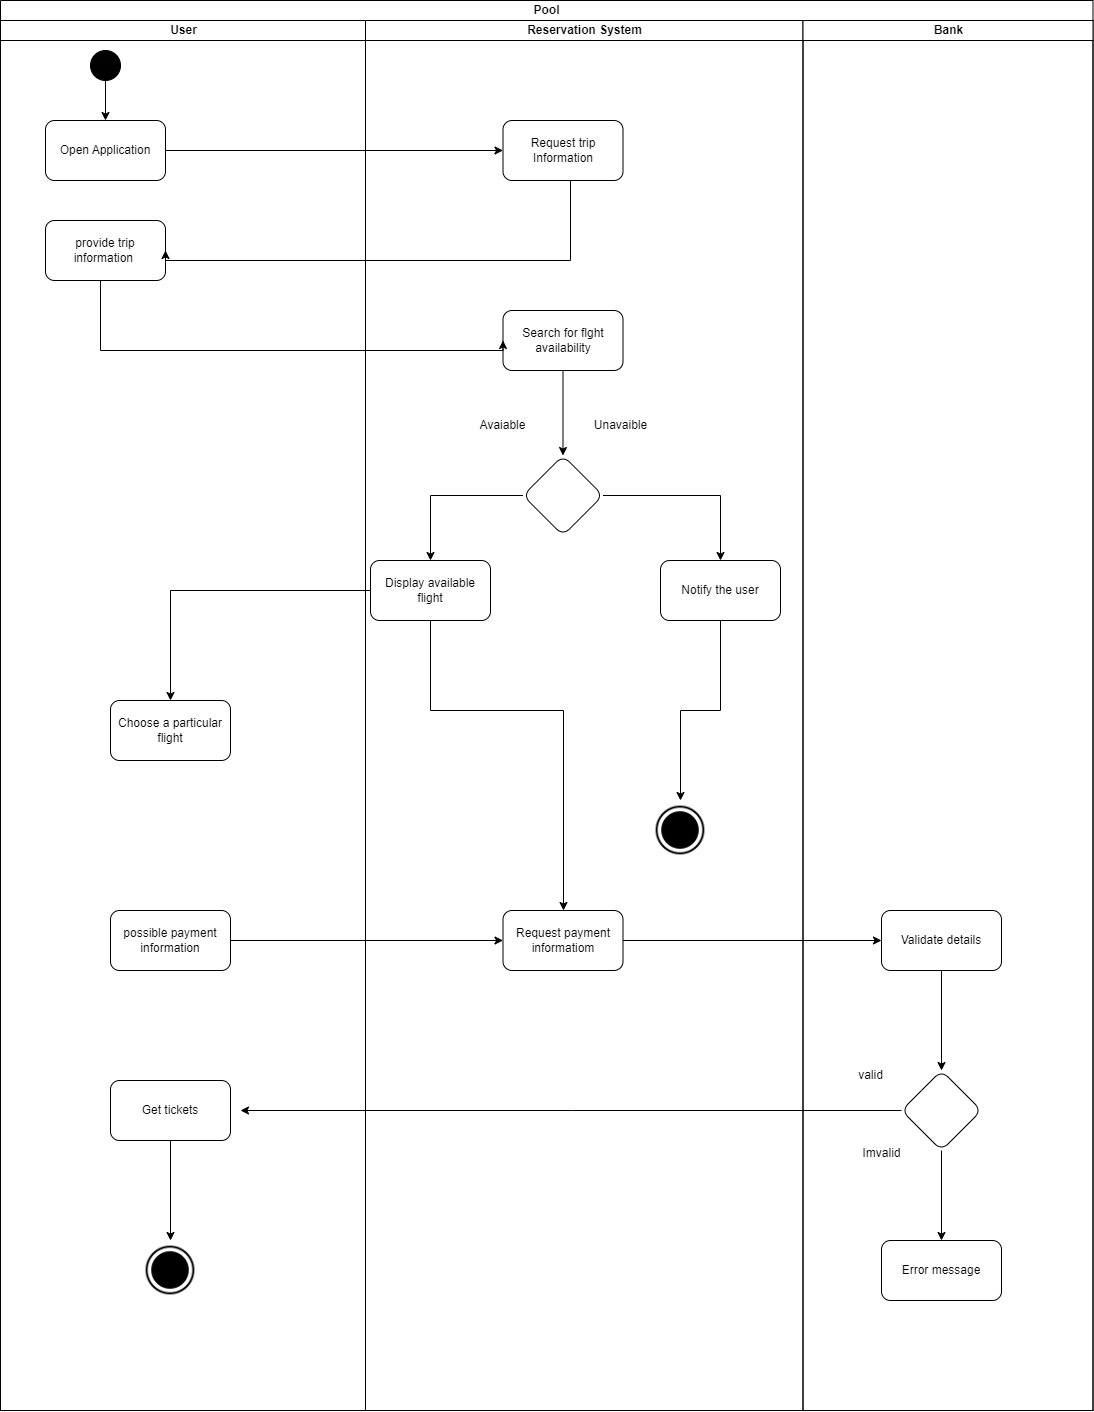 Pool
User
Reservation System
Bank
Open Application
Request trip
Information
provide trip
information
Search for flght
availability
Avaiable
Unavaible
Display available
flight
Notify the user
Choose a particular
flight
possible payment
information
Request payment
informatiom
Validate details
valid
Get tickets
Imvalid
Error message